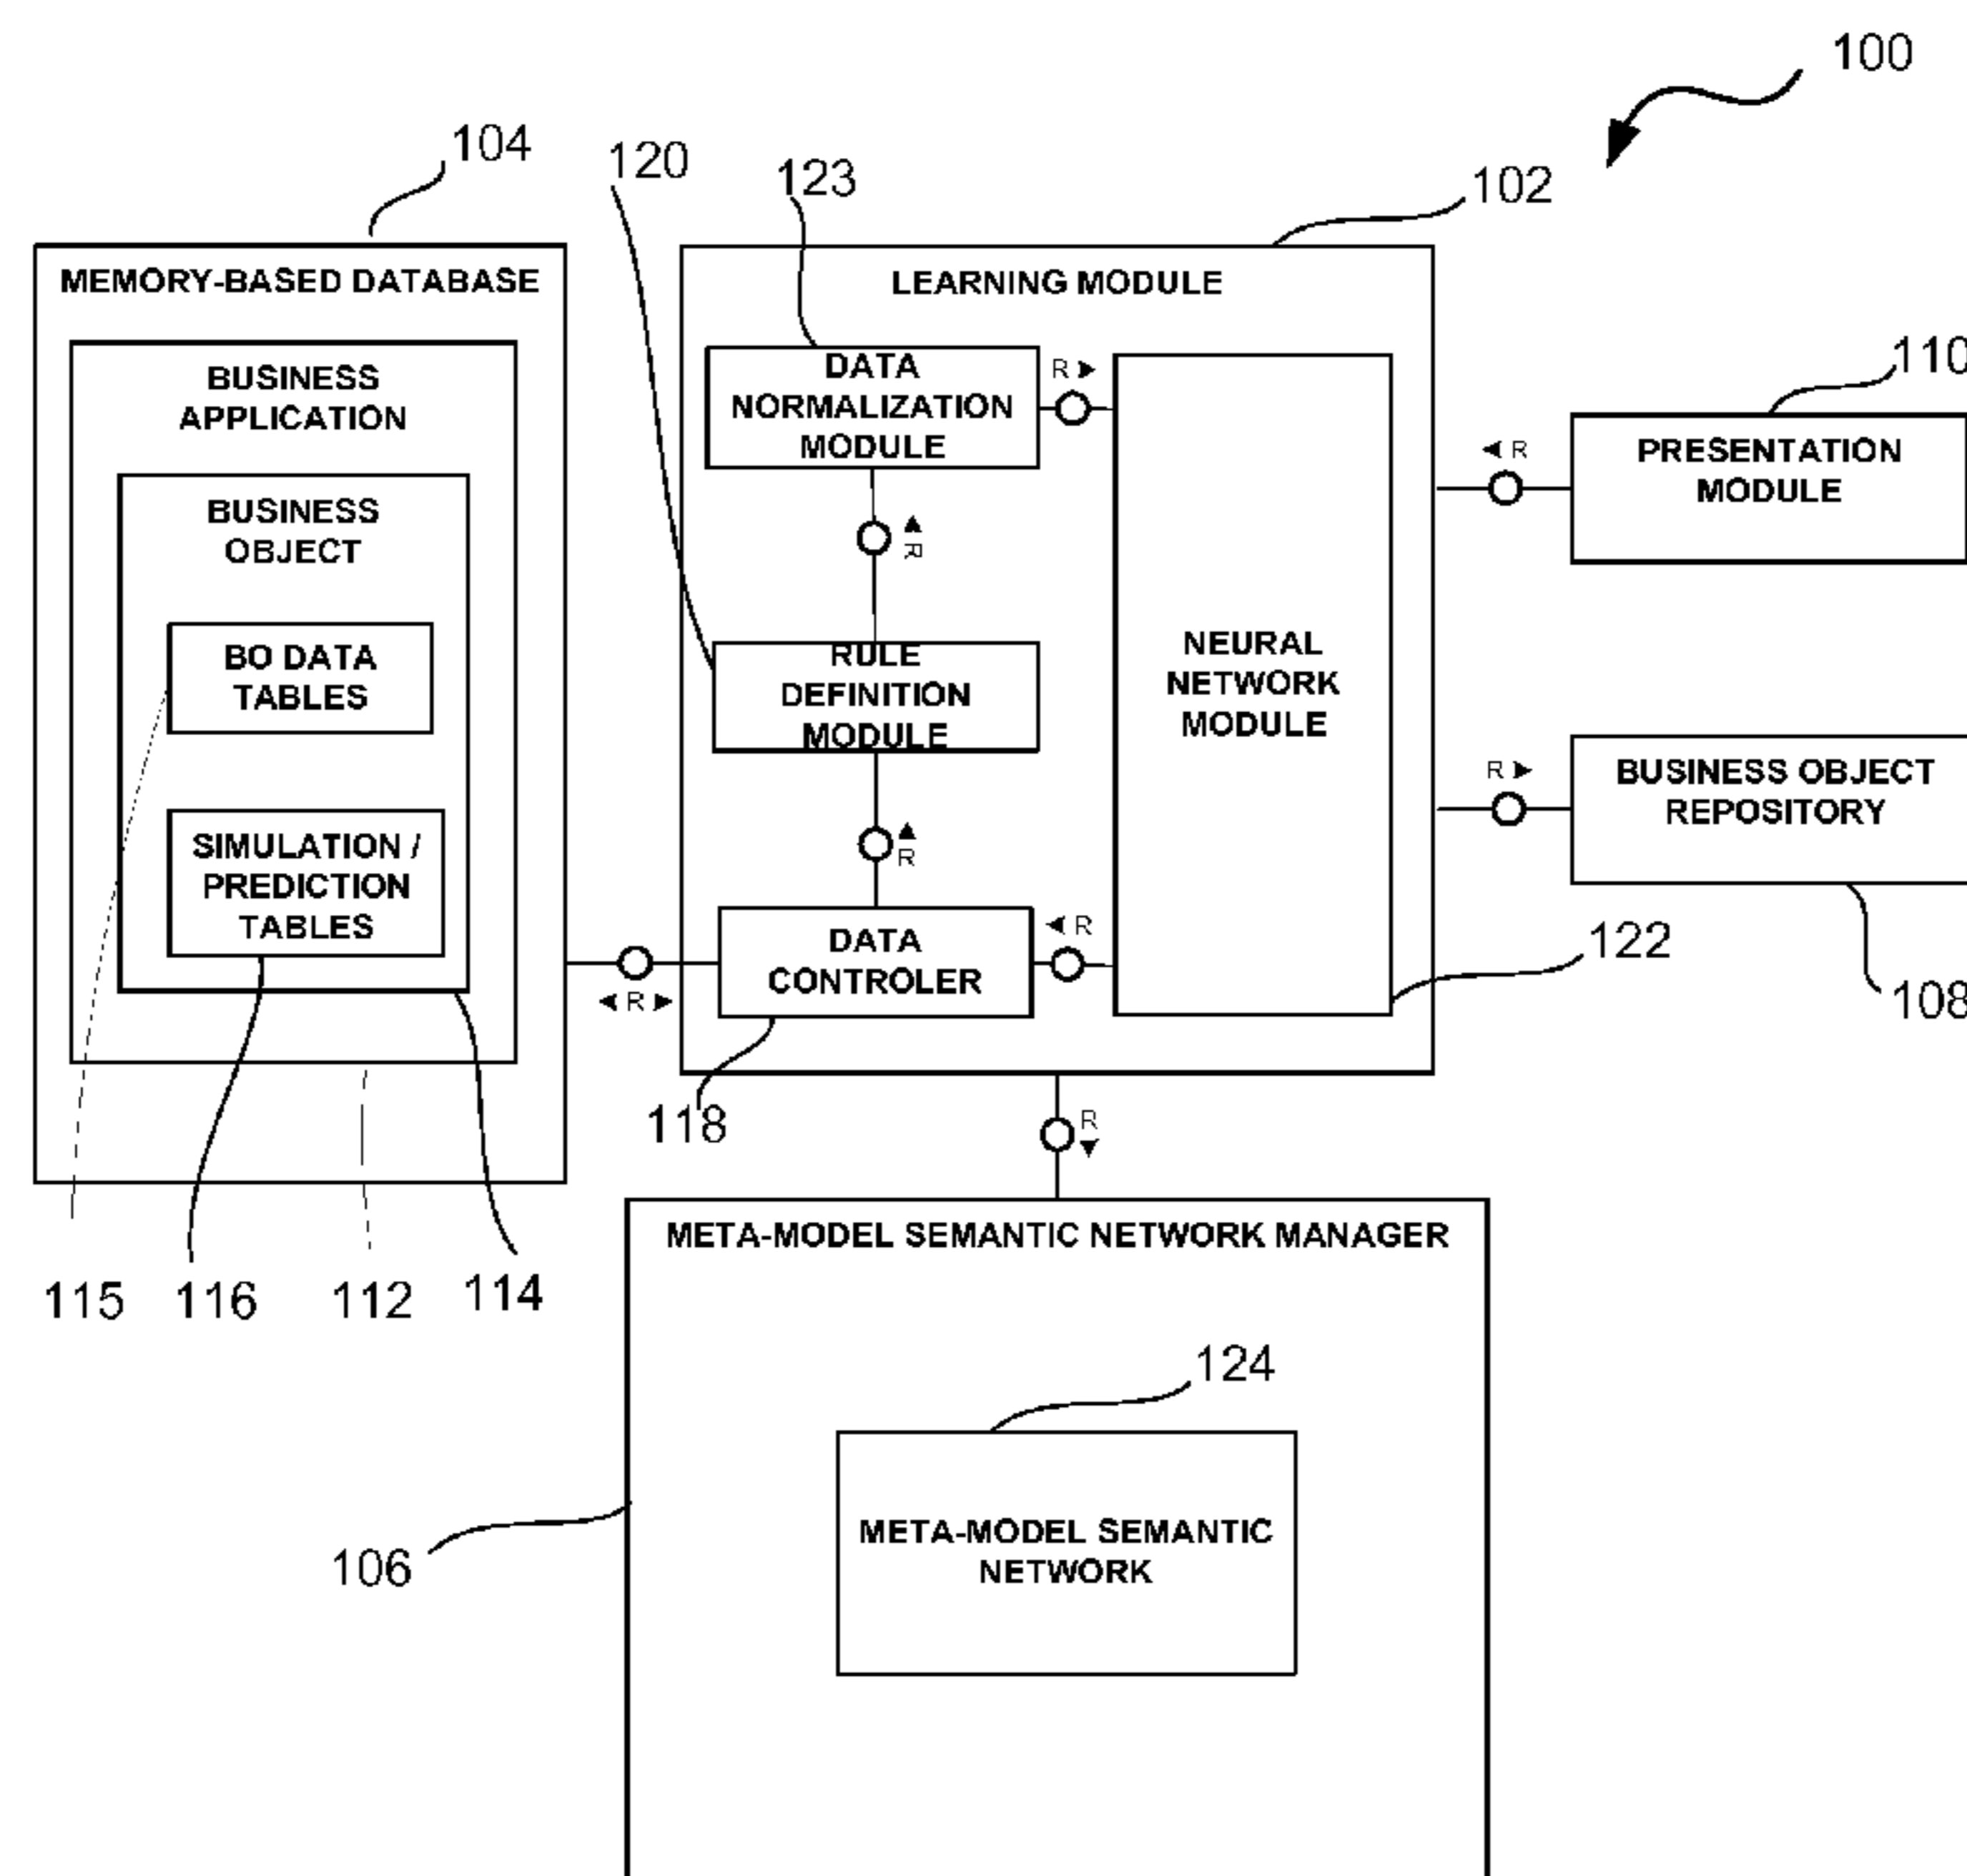 100
104
120
123
102
MEMORY-BASED DATABASE
BUSINESS
APPLICATION
BUSINESS
OBJECT
BO DATA
TABLES
SIMULATION /
PREDICTION
TABLES
LEARNING MODULE
DATA
NORMALIZATION
MODULE
R
R
RULE
DEFINITION
MODULE
R
DATA
CONTROLER
R
R
NEURAL
NETWORK
MODULE
110
R
PRESENTATION
MODULE
R
BUSINESS OBJECT
REPOSITORY
122
108
118
R
115
116
112
114
META-MODEL SEMANTIC NETWORK MANAGER
124
META-MODEL SEMANTIC
NETWORK
106